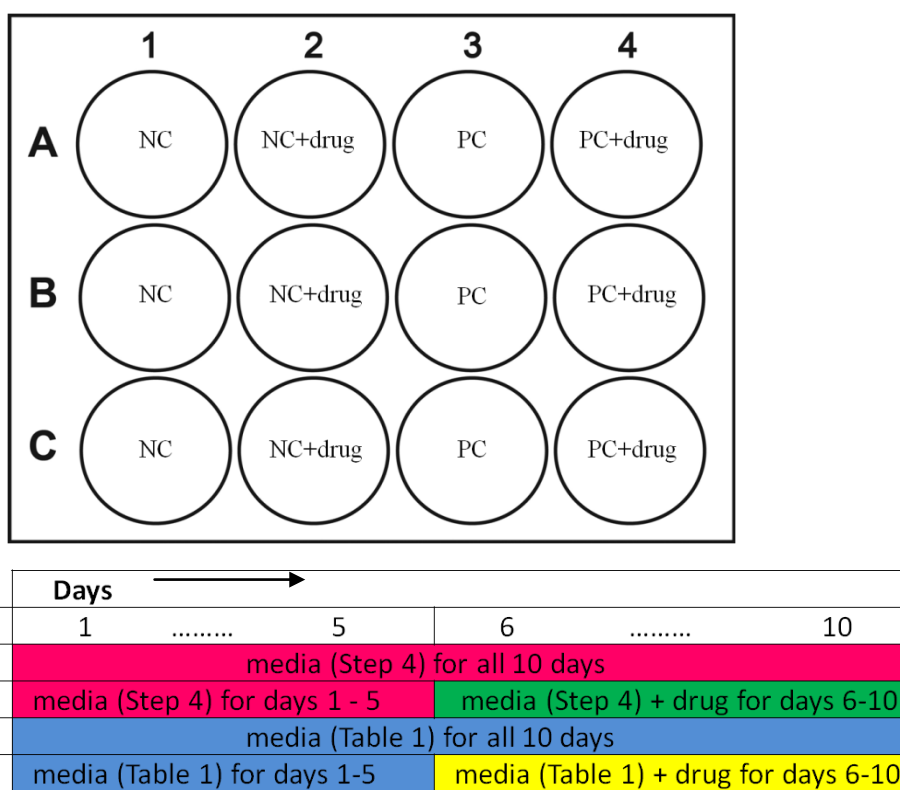 1 2 3 4
A NC NC+drug PC PC+drug
B NC NC+drug PC PC+drug
C NC NC+drug PC PC+drug
Days
1 ......... 5 6 ......... 10
media (Step 4) for all 10 days
media (Step 4) for days 1 - 5 media (Step 4) + drug for days 6-10
media (Table 1) for all 10 days
media (Table 1) for days 1-5 media (Table 1) + drug for days 6-10